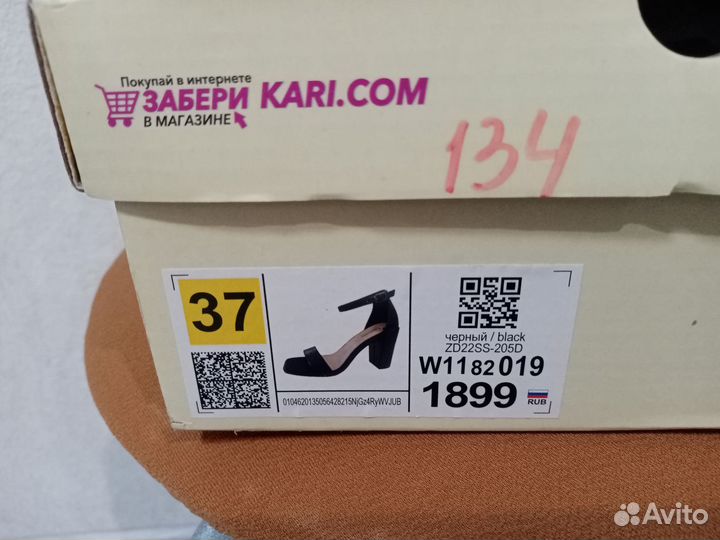 Покупай в интернете
ЗАБЕРИ KARI.COM
В МАГАЗИНЕ
134
37
черный / black
ZD22SS-205D
W1182019
1899 RUB
0104620135056428215NjGz4RyWVJUB
Avito